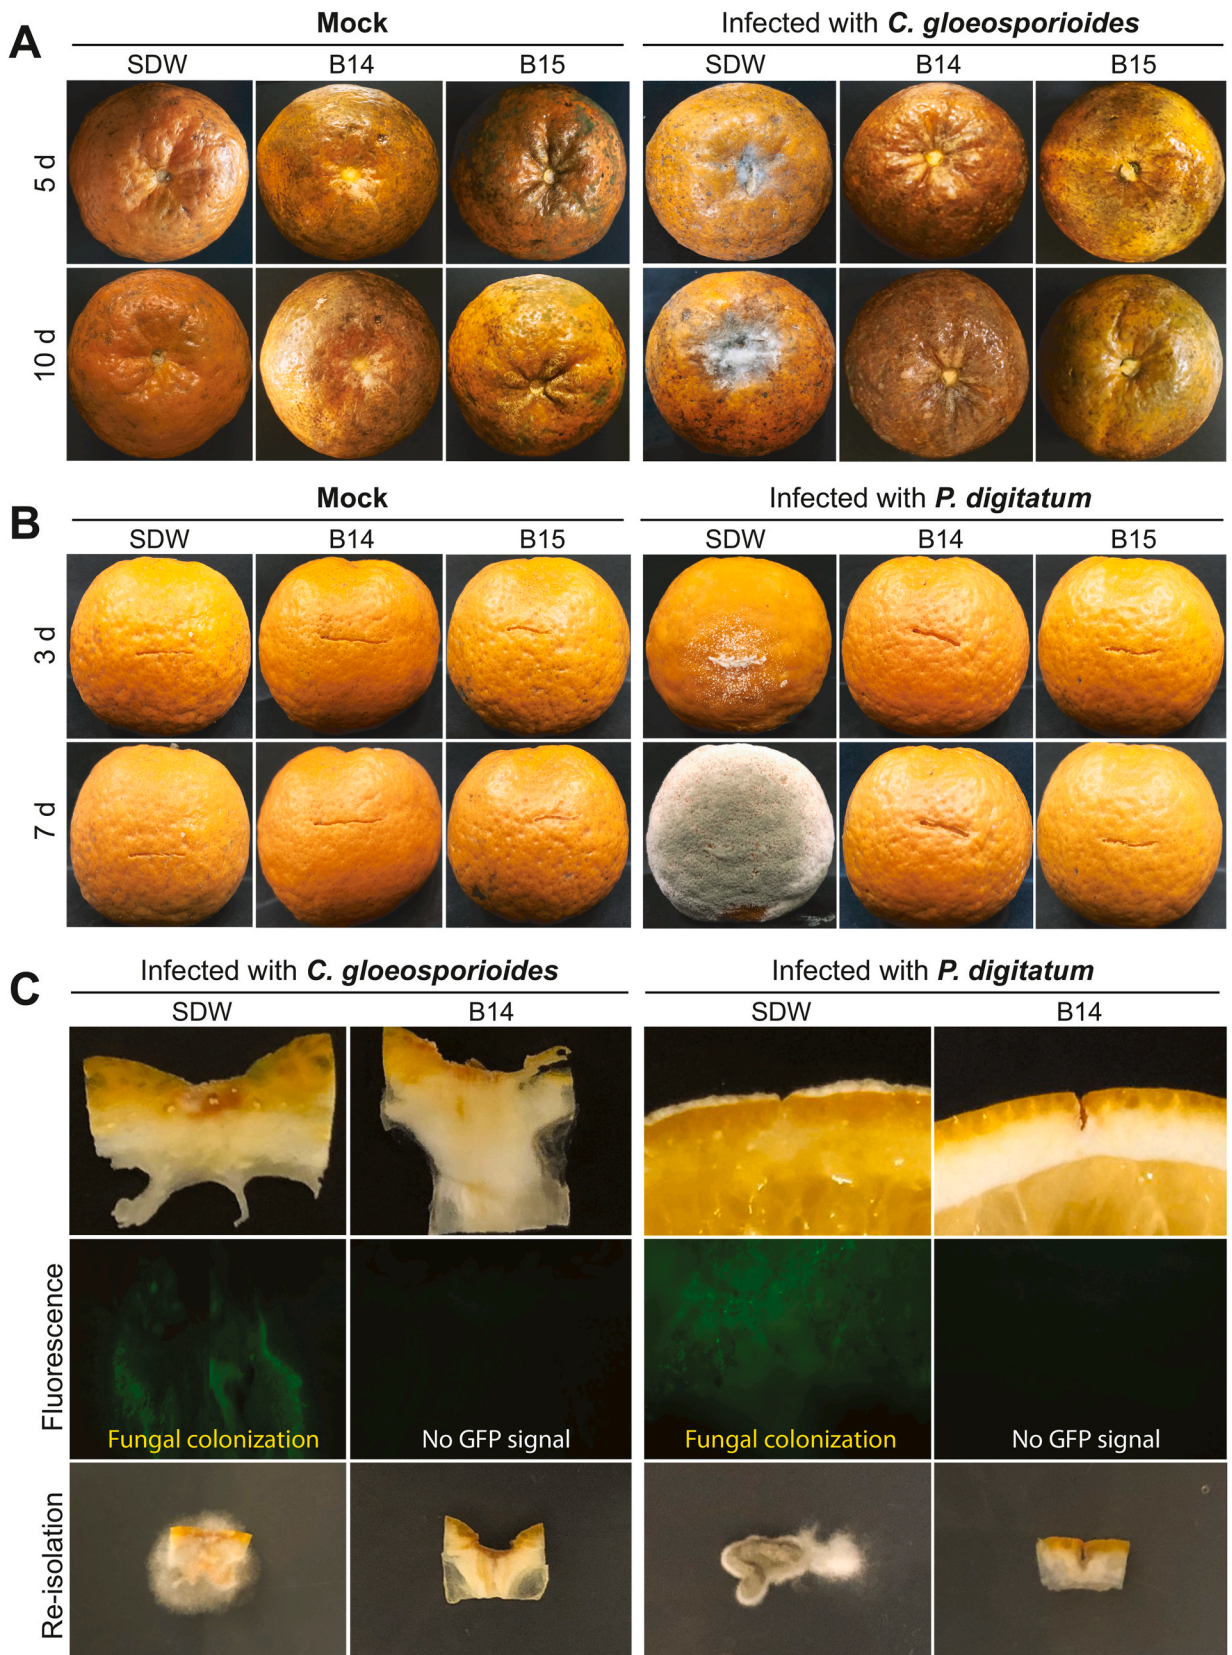 A
Mock
Infected with C. gloeosporioides
SDW B14 B15 SDW B14 B15
5 d
10 d
B
Mock
Infected with P. digitatum
SDW B14 B15 SDW B14 B15
3 d
7 d
C
Infected with C. gloeosporioides
Infected with P. digitatum
SDW B14 SDW B14
Fluorescence
Fungal colonization No GFP signal Fungal colonization No GFP signal
Re-isolation